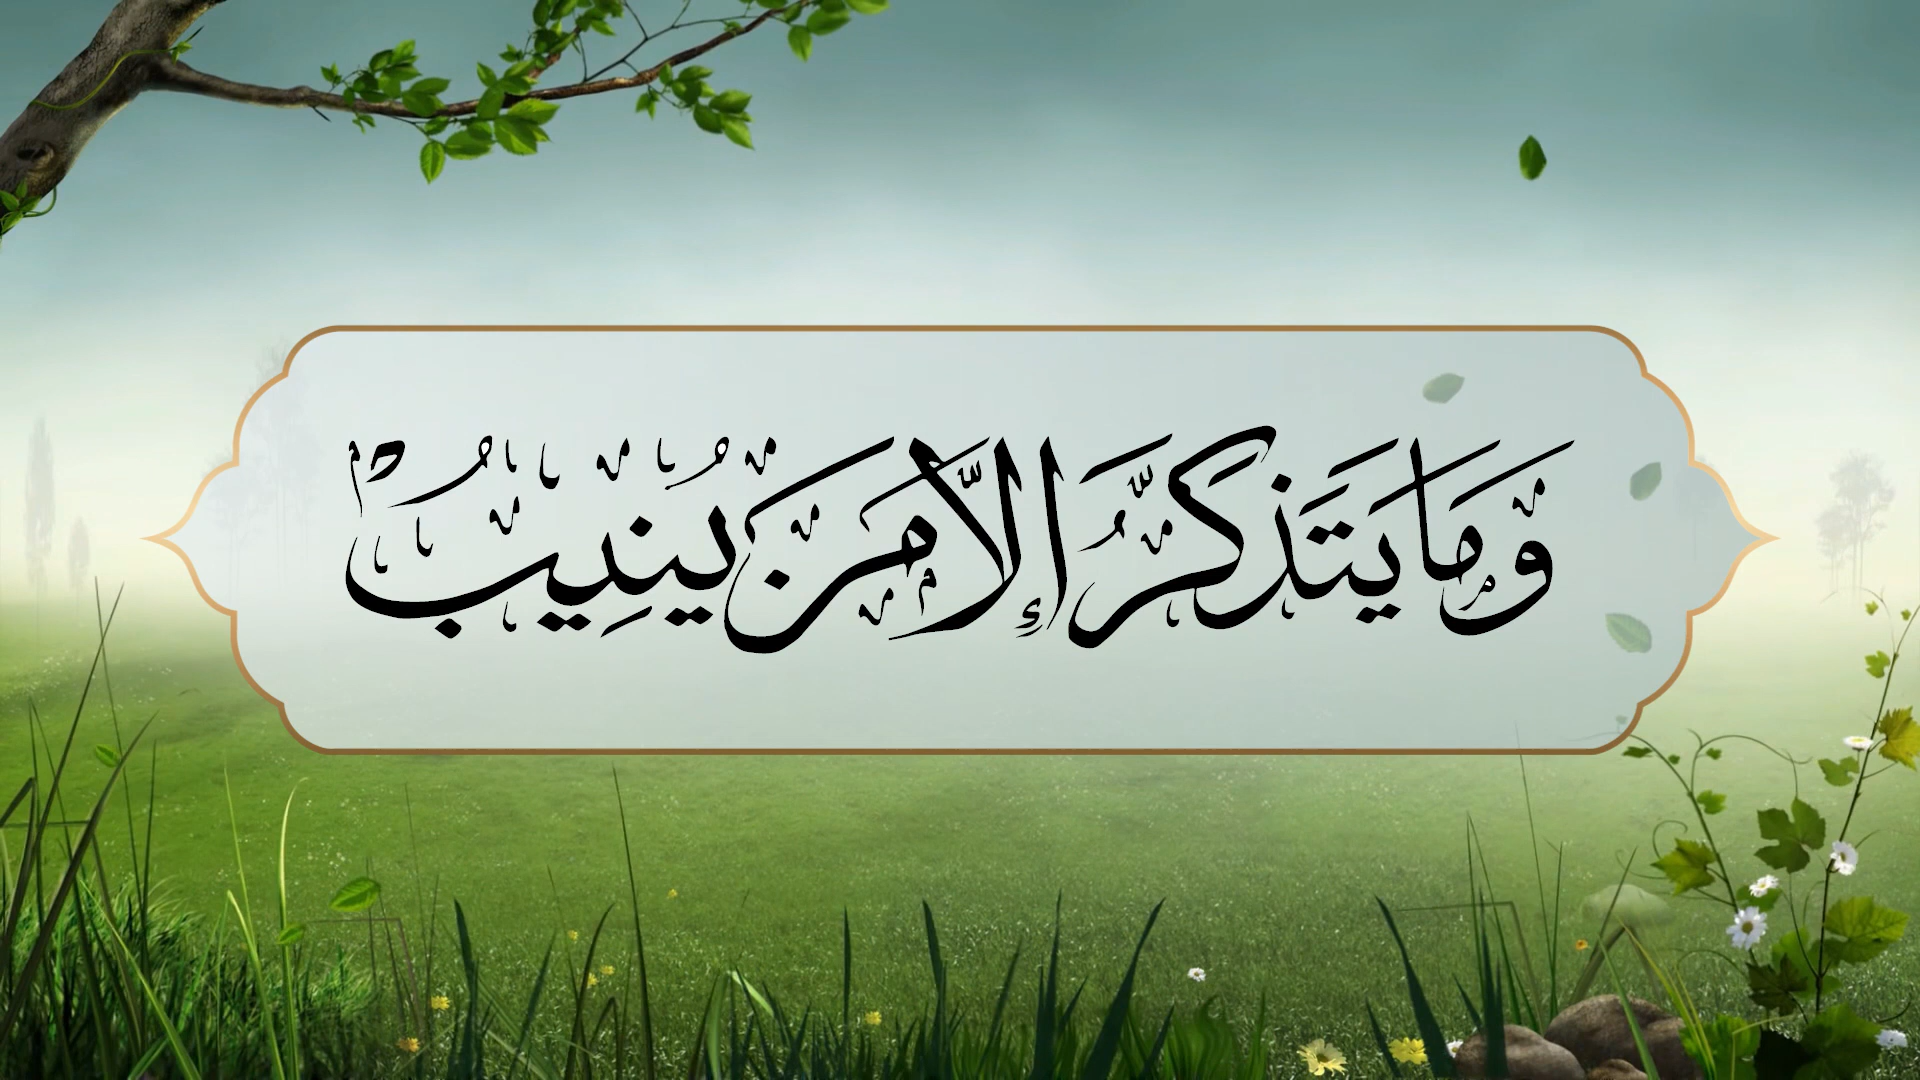 وَمَا يَتَذَكَّرُ إِلَّا مَنْ يُنِيبُ